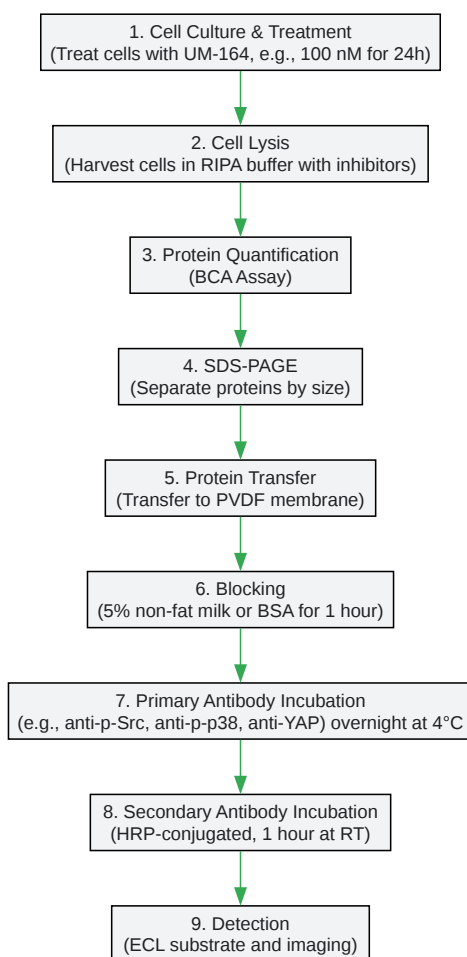 1. Cell Culture & Treatment
(Treat cells with UM-164, e.g., 100 nM for 24h)
2. Cell Lysis
(Harvest cells in RIPA buffer with inhibitors)
3. Protein Quantification
(BCA Assay)
4. SDS-PAGE
(Separate proteins by size)
5. Protein Transfer
(Transfer to PVDF membrane)
6. Blocking
(5% non-fat milk or BSA for 1 hour)
7. Primary Antibody Incubation
(e.g., anti-p-Src, anti-p-p38, anti-YAP) overnight at 4°C
8. Secondary Antibody Incubation
(HRP-conjugated, 1 hour at RT)
9. Detection
(ECL substrate and imaging)